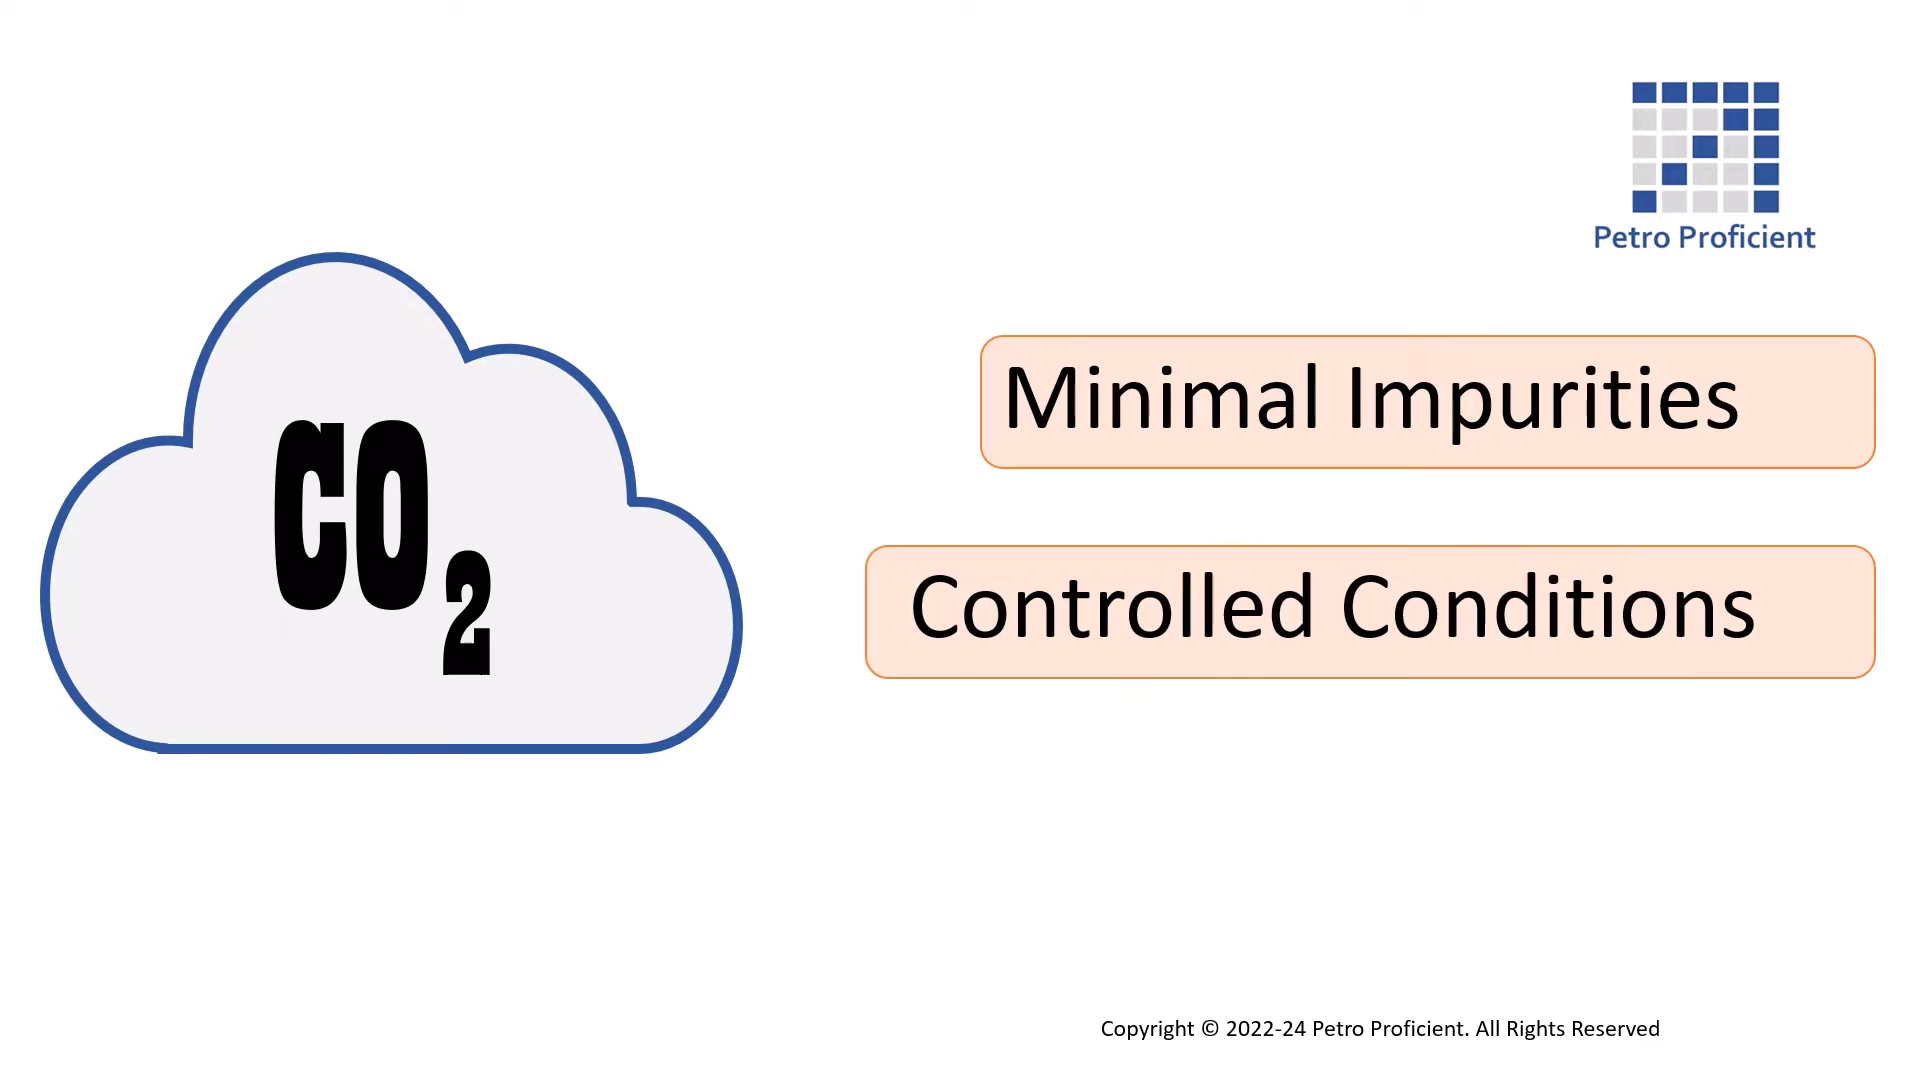 Petro Proficient
CO₂
Minimal Impurities
Controlled Conditions
Copyright © 2022-24 Petro Proficient. All Rights Reserved